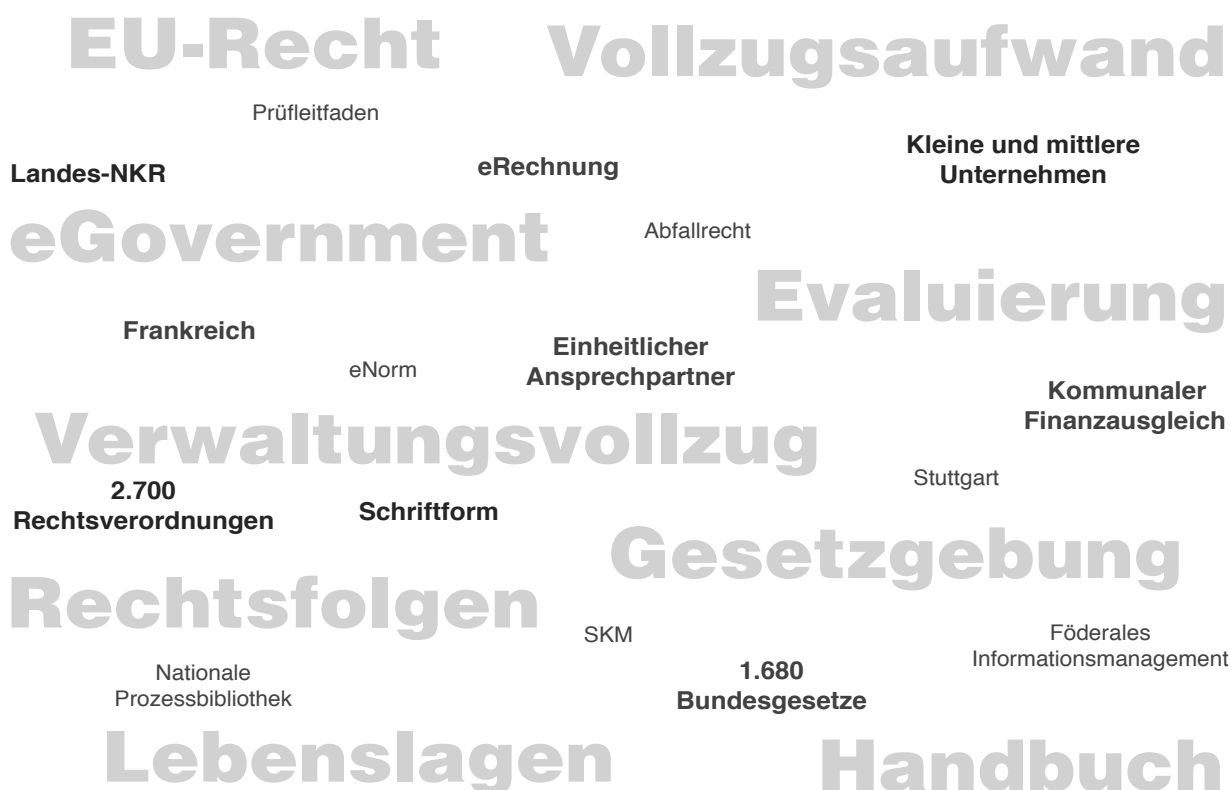 EU-Recht
Vollzugsaufwand
Prüfleitfaden
Kleine und mittlere
Unternehmen
Landes-NKR
eRechnung
eGovernment
Abfallrecht
Evaluierung
Frankreich
Einheitlicher
Ansprechpartner
eNorm
Kommunaler
Finanzausgleich
Verwaltungsvollzug
Stuttgart
2.700
Rechtsverordnungen
Schriftform
Gesetzgebung
Rechtsfolgen
SKM
Föderales
Informationsmanagement
Nationale
Prozessbibliothek
1.680
Bundesgesetze
Lebenslagen
Handbuch